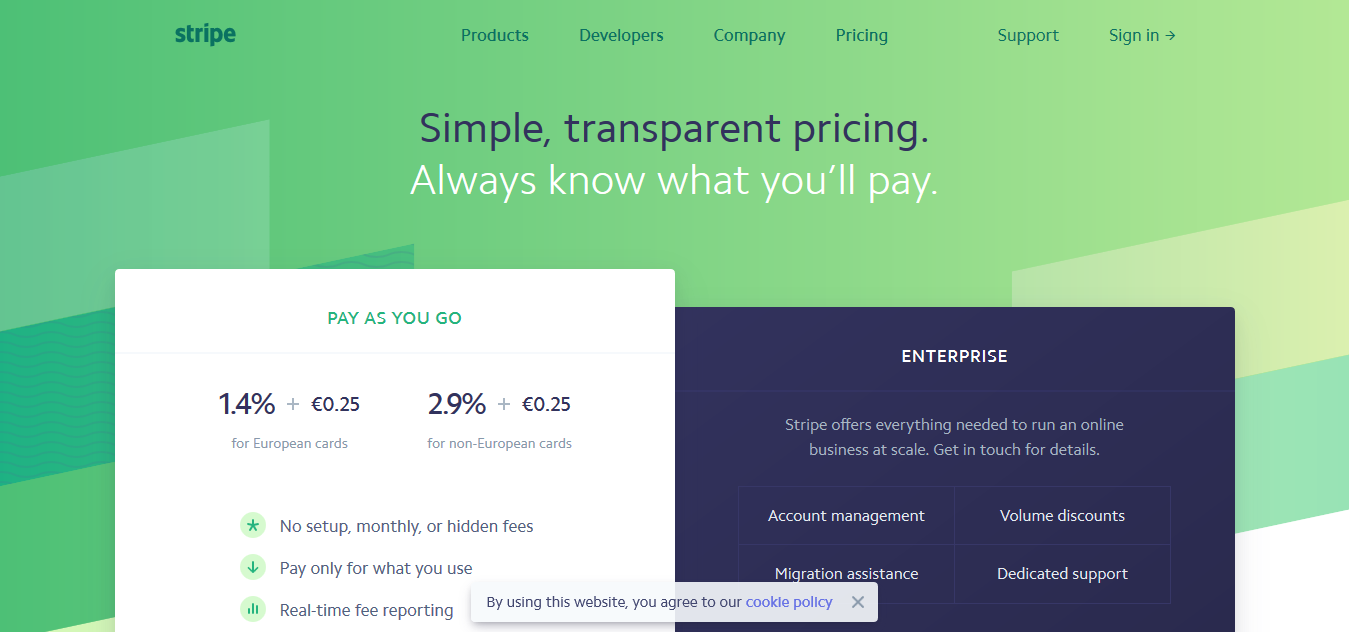 stripe
Products Developers Company Pricing Support Sign in →
Simple, transparent pricing.
Always know what you’ll pay.
PAY AS YOU GO
1.4% + €0.25
for European cards
2.9% + €0.25
for non-European cards
No setup, monthly, or hidden fees
Pay only for what you use
Real-time fee reporting
ENTERPRISE
Stripe offers everything needed to run an online
business at scale. Get in touch for details.
Account management
Volume discounts
Migration assistance
Dedicated support
By using this website, you agree to our cookie policy